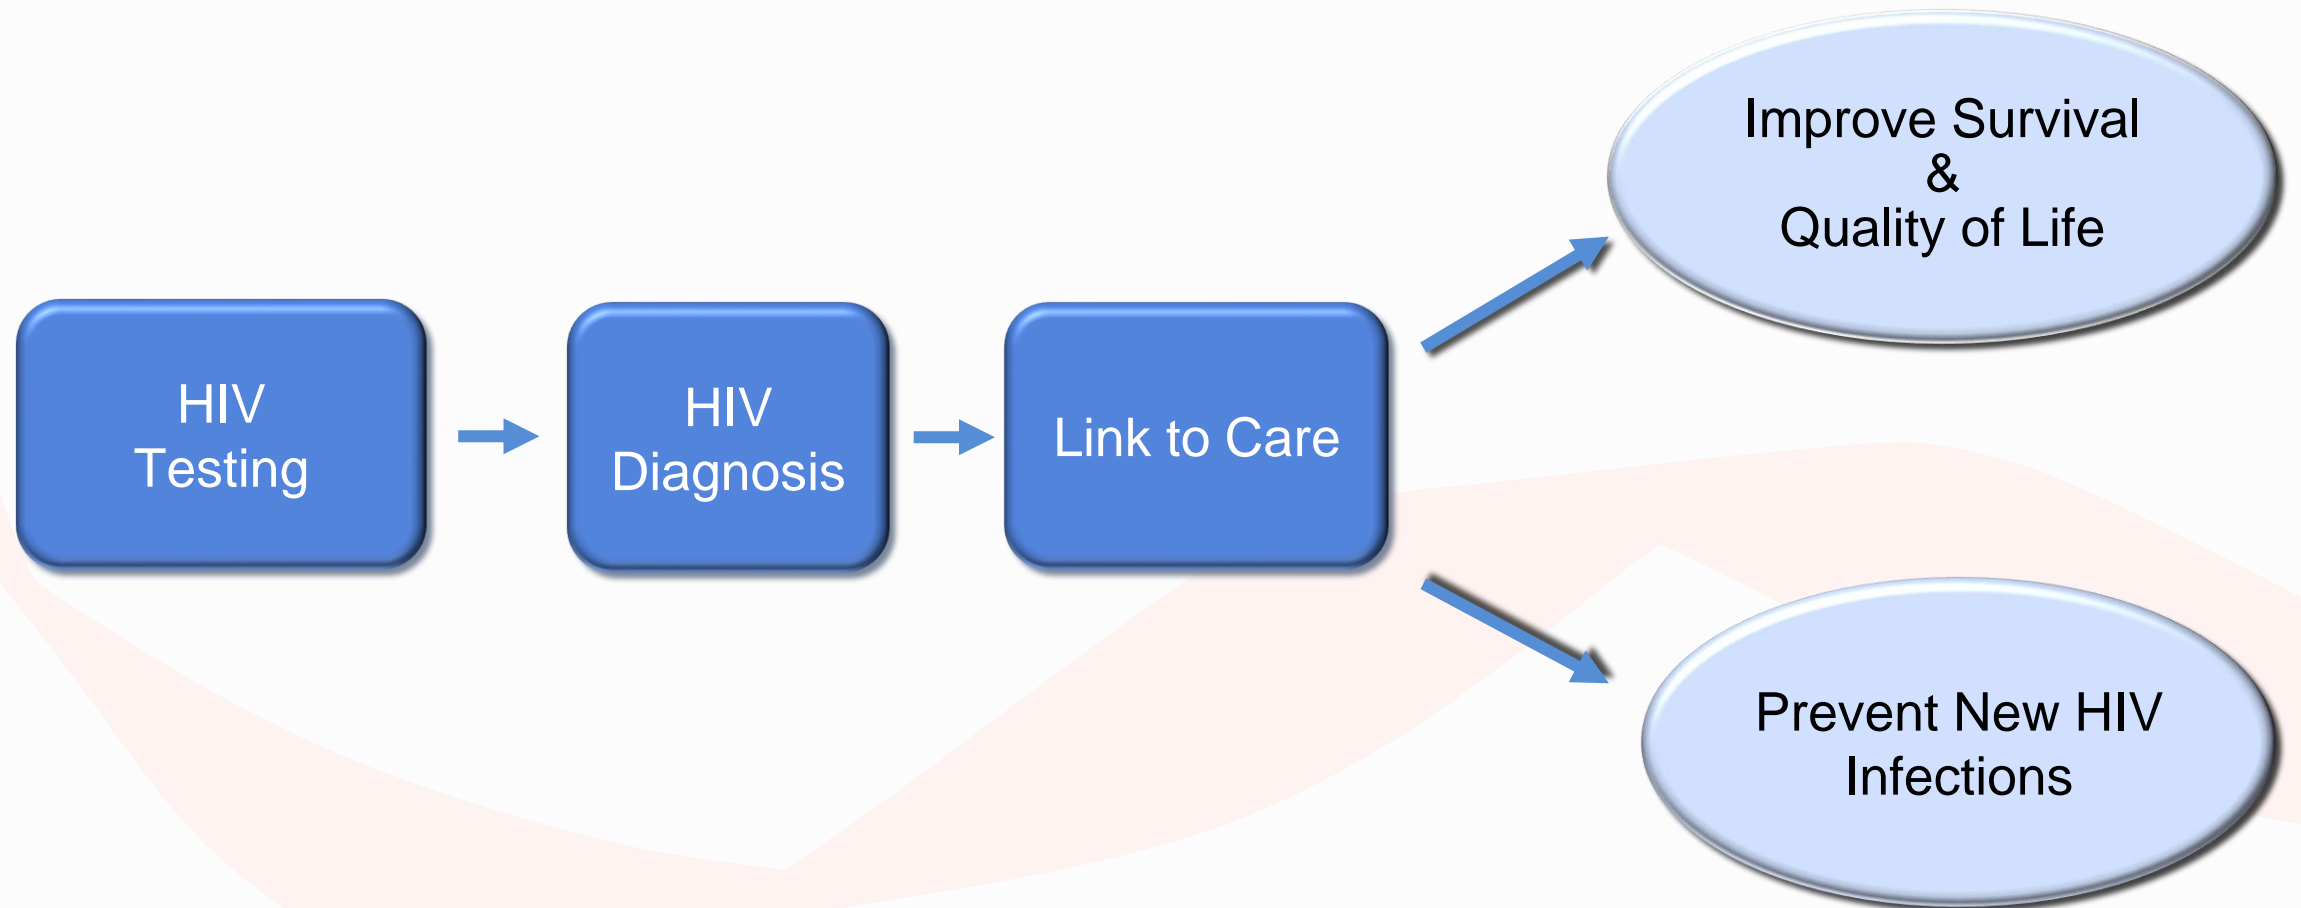 HIV
Testing
HIV
Diagnosis
Link to Care
Improve Survival
&
Quality of Life
Prevent New HIV
Infections